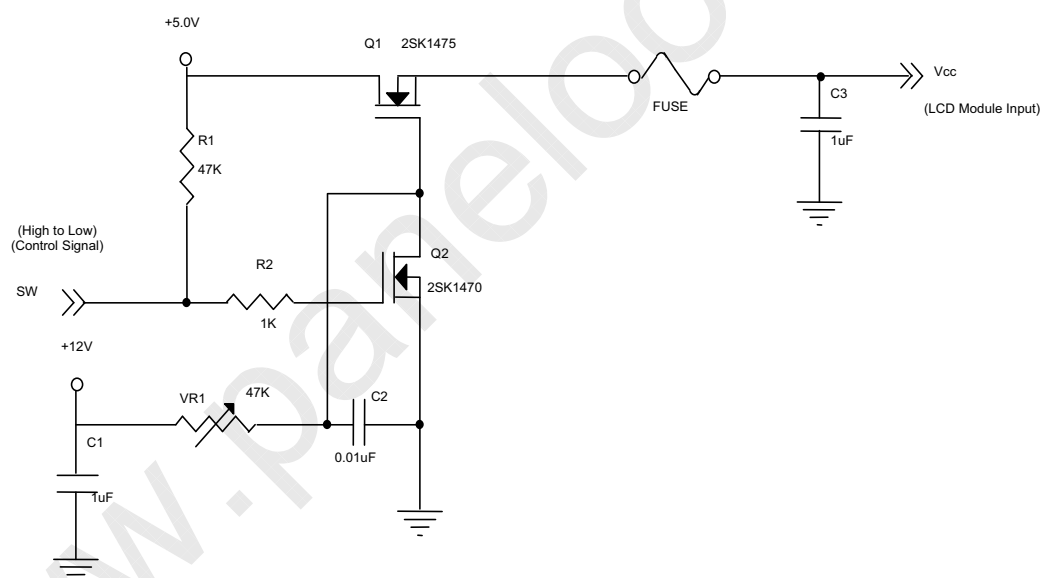 +5.0V
Q1 2SK1475
Vcc
C3
FUSE
(LCD Module Input)
R1
1uF
47K
(High to Low)
(Control Signal)
Q2
R2
SW
2SK1470
1K
+12V
47K
VR1
C2
C1
0.01uF
1uF
w.paneloo